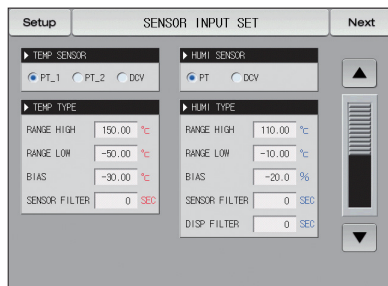 Setup
SENSOR INPUT SET
Next
TEMP SENSOR
PT_1 PT_2 DCV
TEMP TYPE
RANGE HIGH 150.00 °C
RANGE LOW -50.00 °C
BIAS -30.00 °C
SENSOR FILTER 0 SEC
HUMI SENSOR
PT DCV
HUMI TYPE
RANGE HIGH 110.00 °C
RANGE LOW -10.00 °C
BIAS -20.0 %
SENSOR FILTER 0 SEC
DISP FILTER 0 SEC